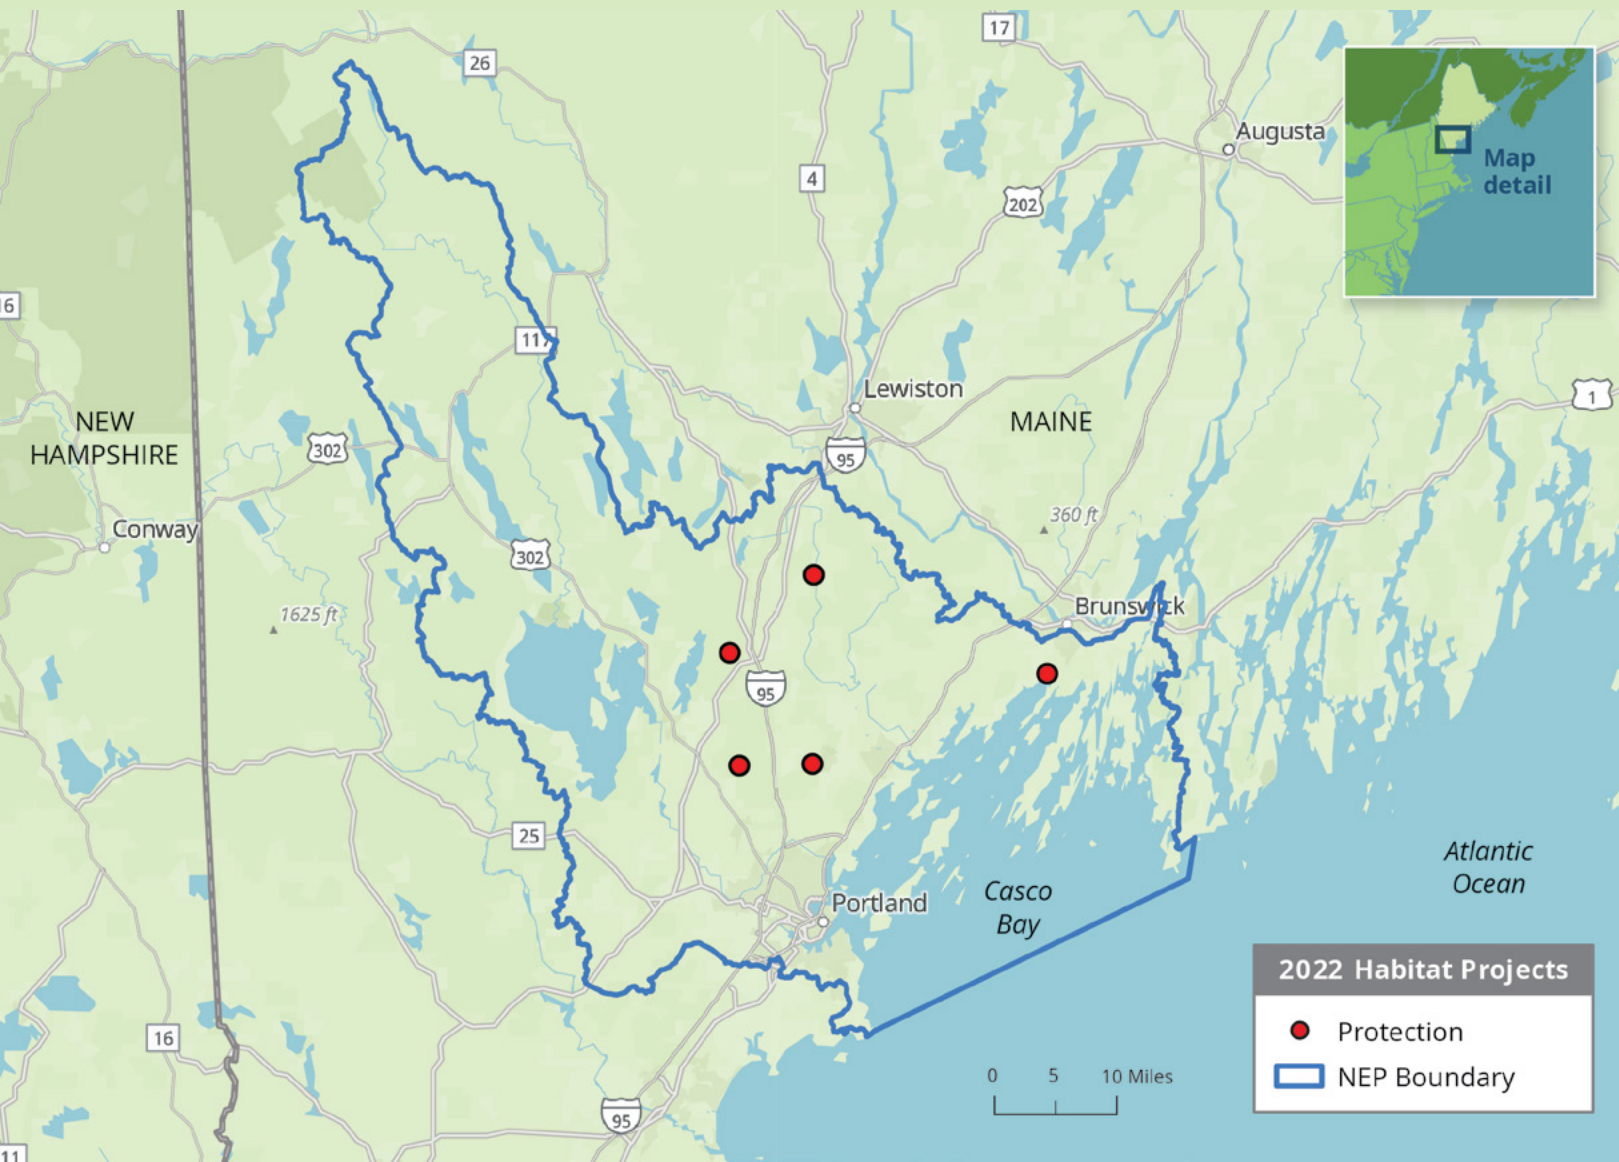 17
26
Augusta
Map
detail
4
202
16
117
1
Lewiston
NEW
HAMPSHIRE
MAINE
302
95
360 ft
Conway
302
Brunswick
1625 ft
95
25
Atlantic
Ocean
Casco
Bay
Portland
2022 Habitat Projects
Protection
NEP Boundary
0 5 10 Miles
16
95
11